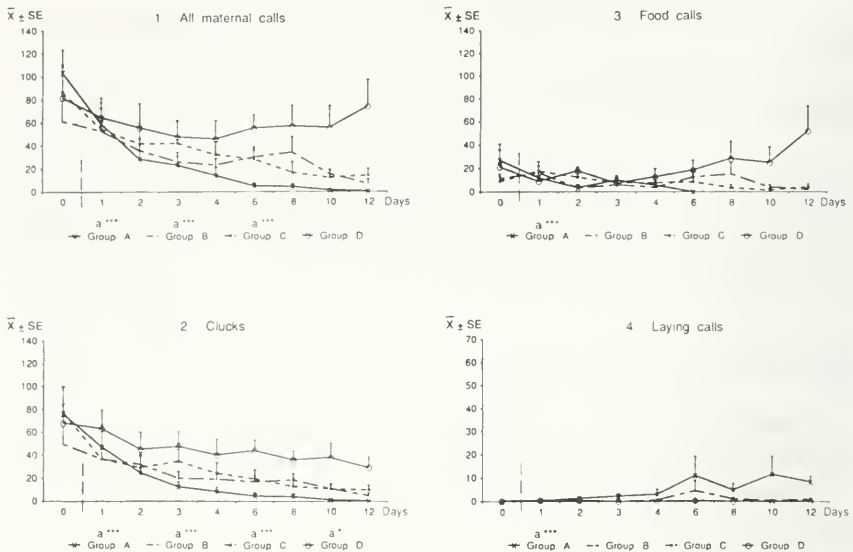 X ± SE
1 All maternal calls
140
120
100
80
60
40
20
0
0 1 2 3 4 6 8 10 12 Days
a*** a*** a***
Group A Group B Group C Group D
X ± SE
3 Food calls
140
120
100
80
60
40
20
0
0 1 2 3 4 6 8 10 12 Days
a***
Group A Group B Group C Group D
X ± SE
2 Clucks
140
120
100
80
60
40
20
0
0 1 2 3 4 6 8 10 12 Days
a*** a*** a*** a*
Group A Group B Group C Group D
X ± SE
4 Laying calls
70
60
50
40
30
20
10
0
0 1 2 3 4 6 8 10 12 Days
a***
Group A Group B Group C Group D